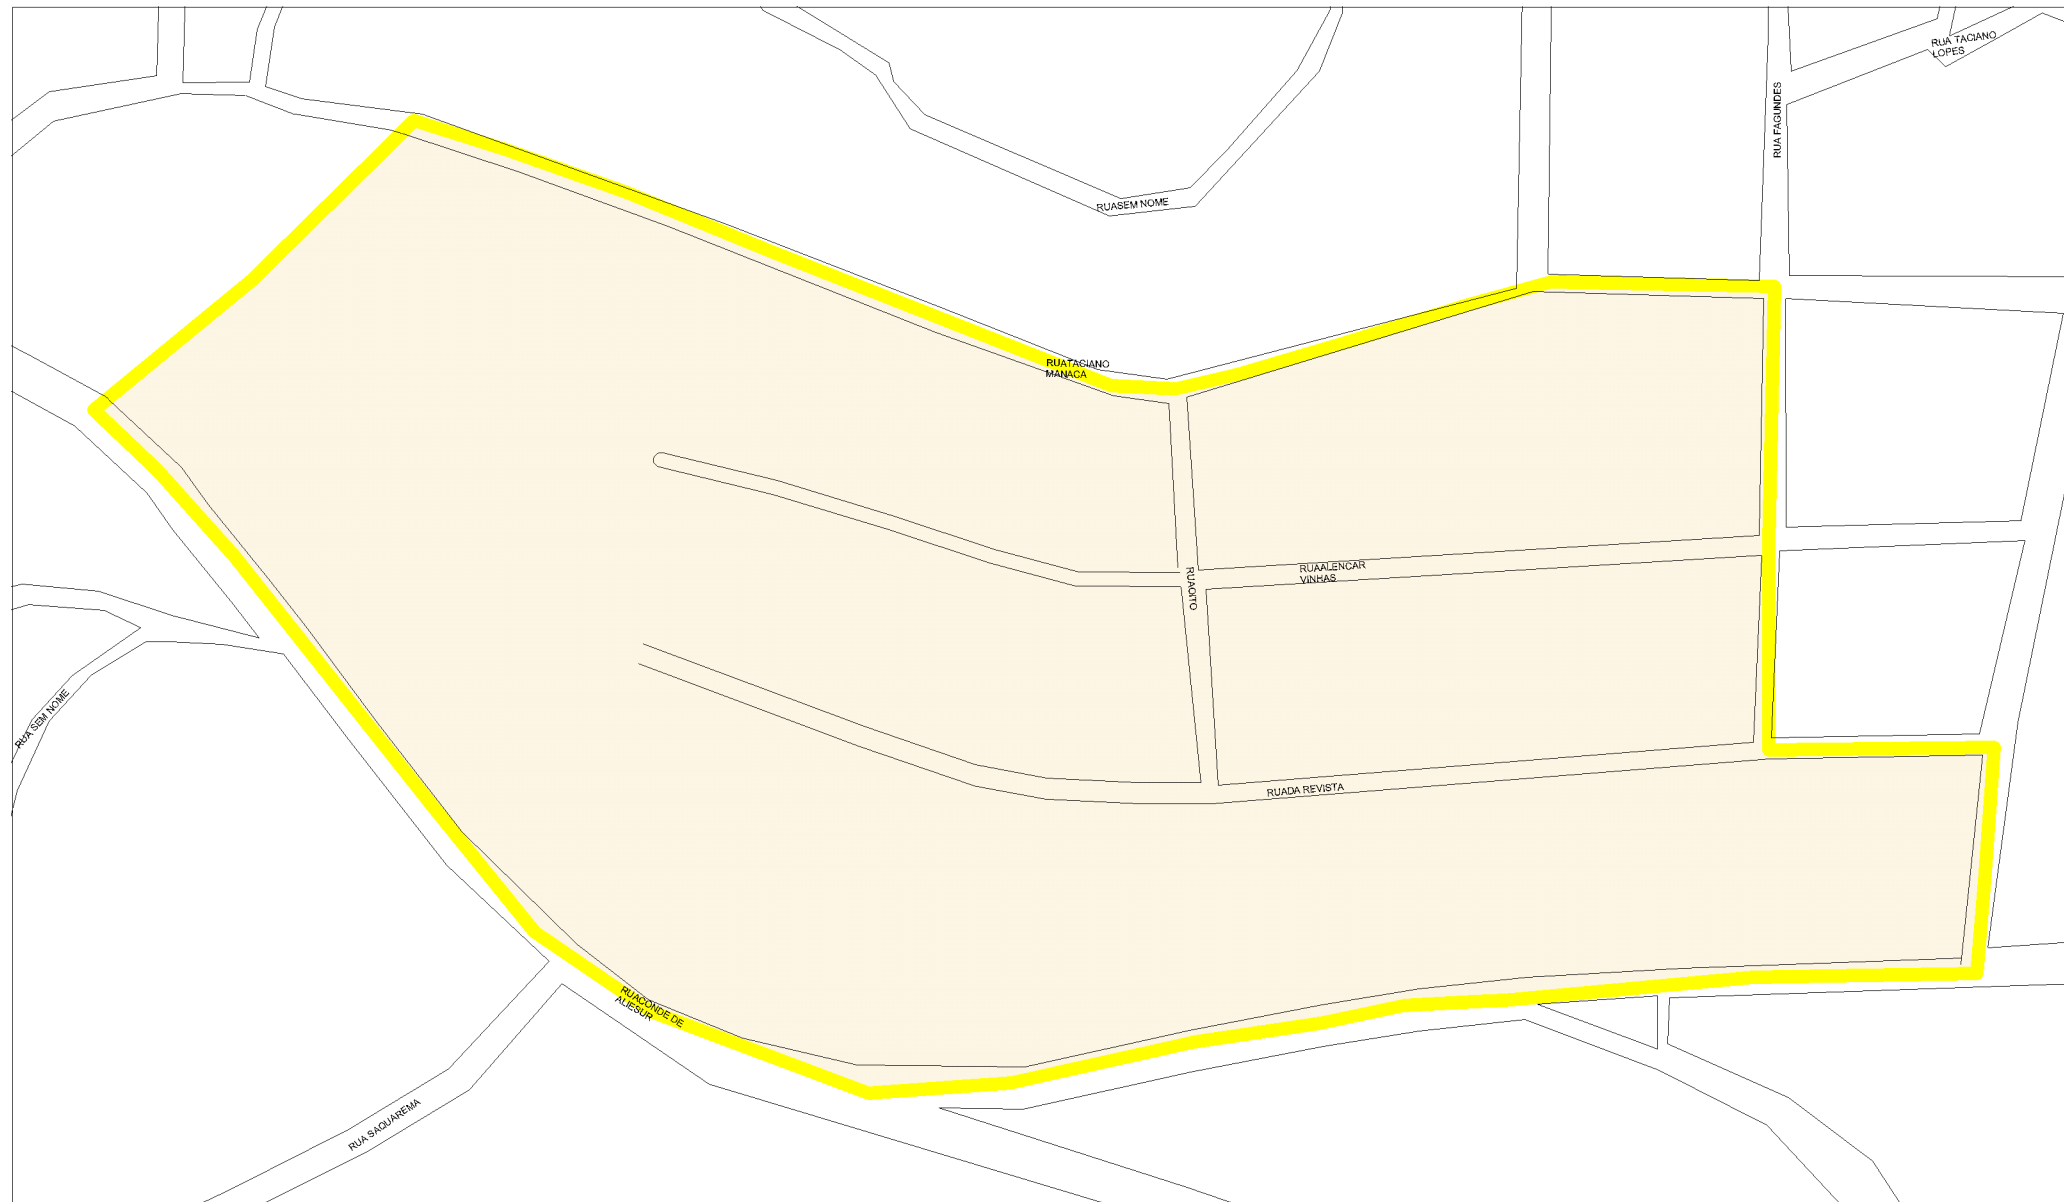 RUA TACIANO
LOPES
RUA FAGUNDES
RUASEM NOME
RUATACIANO
MANACA
RUAALENCAR
VINHAS
RUAOITO
RUA SEM NOME
RUADA REVISTA
RUACONDE DE
ALIESUR
RUA SAQUAREMA